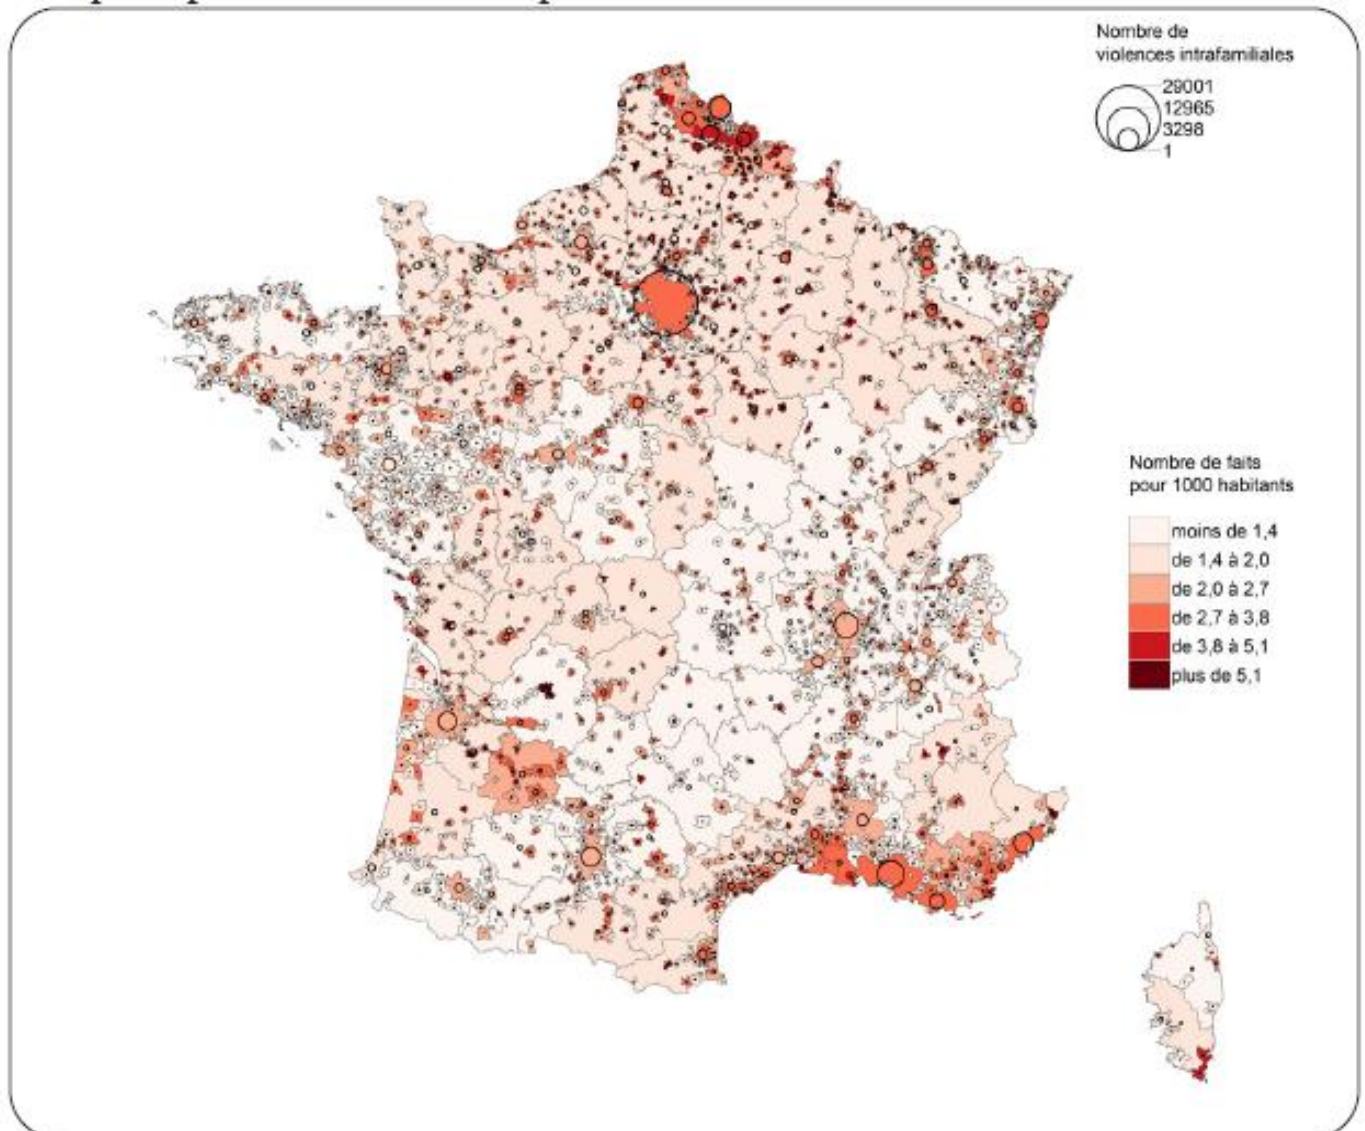 Nombre de
violences intrafamiliales
29001
12965
3298
1
Nombre de faits
pour 1000 habitants
moins de 1,4
de 1,4 à 2,0
de 2,0 à 2,7
de 2,7 à 3,8
de 3,8 à 5,1
plus de 5,1